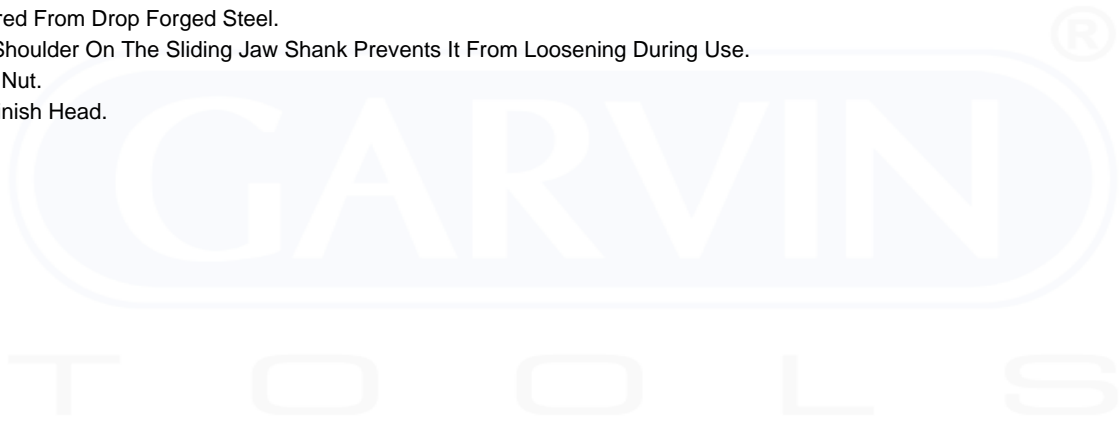 red From Drop Forged Steel.
Shoulder On The Sliding Jaw Shank Prevents It From Loosening During Use.
Nut.
nish Head.
GARVIN ®
TOOLS